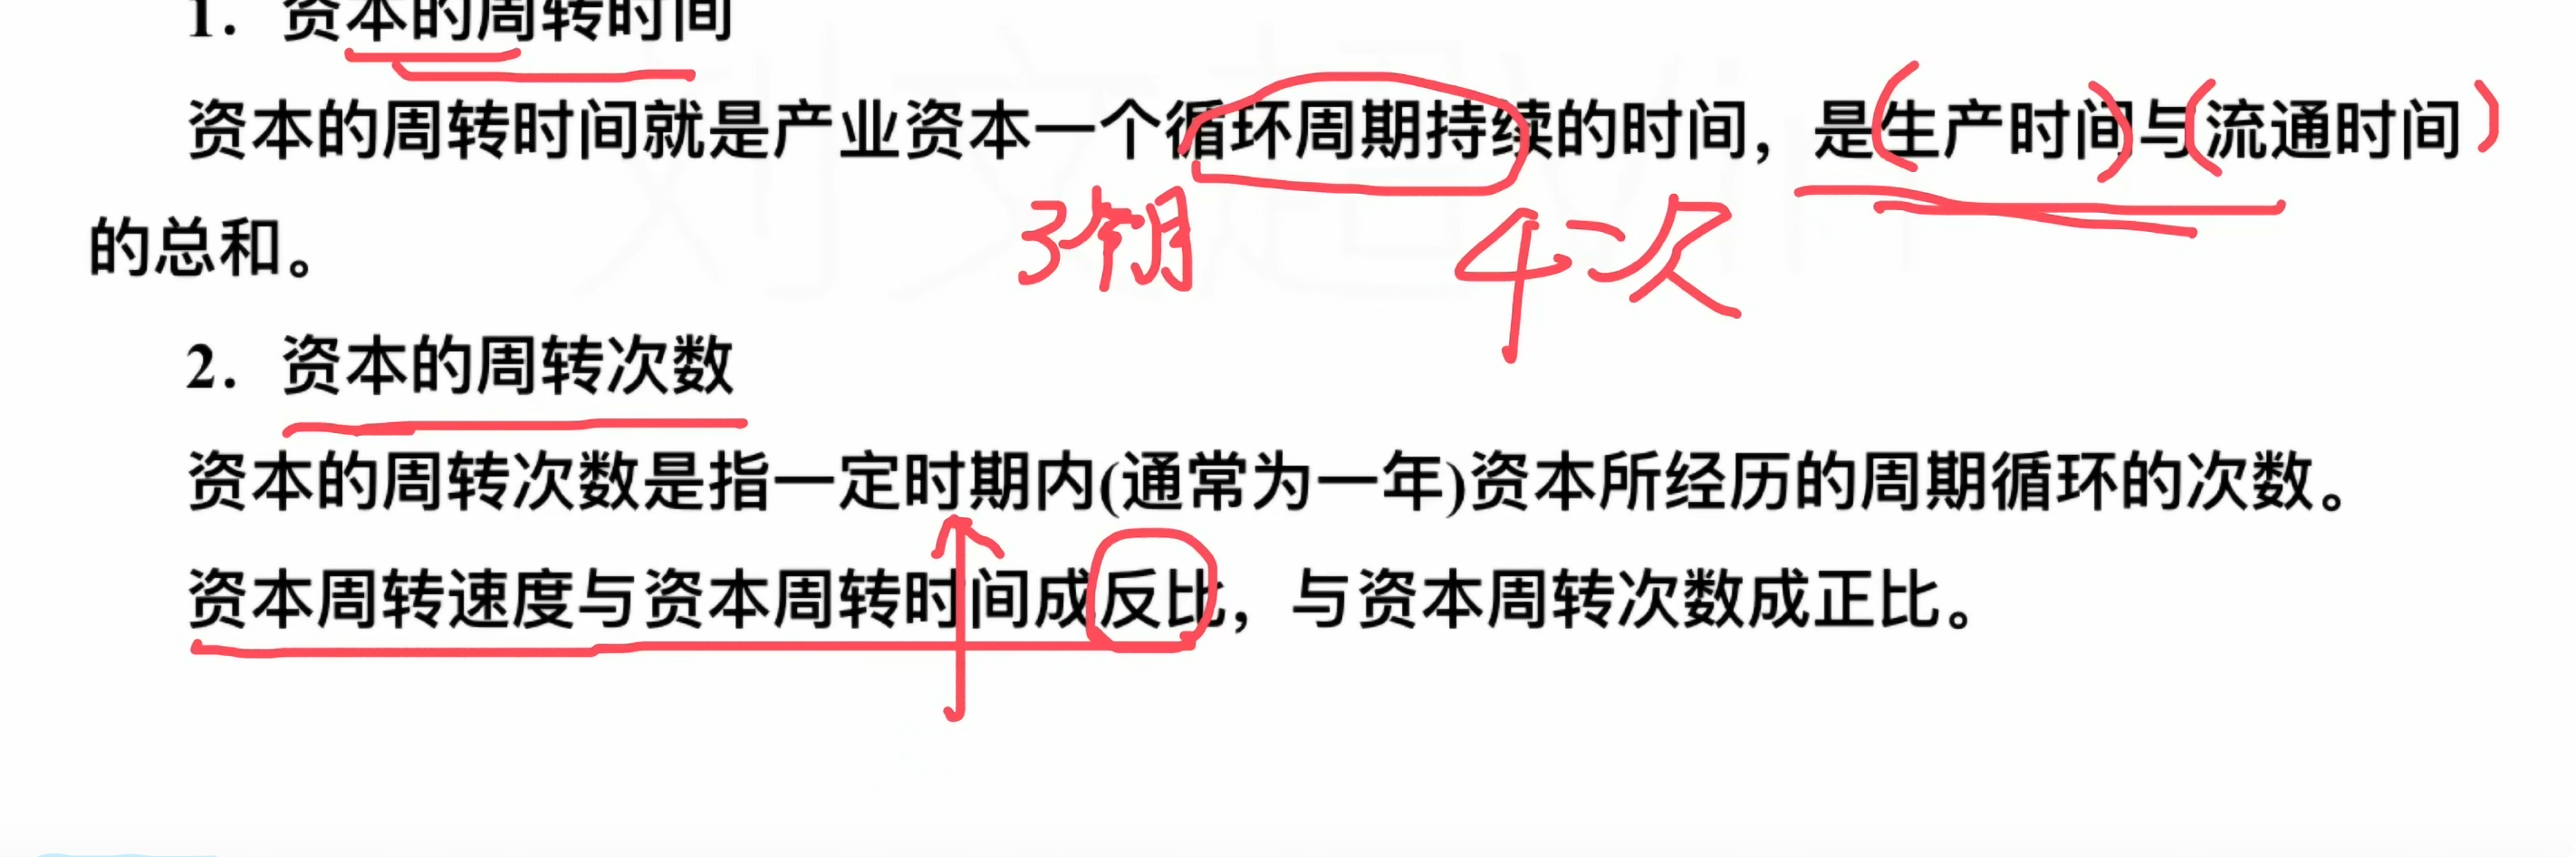 1. 资本的周转时间
资本的周转时间就是产业资本一个循环周期持续的时间，是生产时间与流通时间
3个月 4次
的总和。
2. 资本的周转次数
资本的周转次数是指一定时期内(通常为一年)资本所经历的周期循环的次数。
资本周转速度与资本周转时间成反比，与资本周转次数成正比。